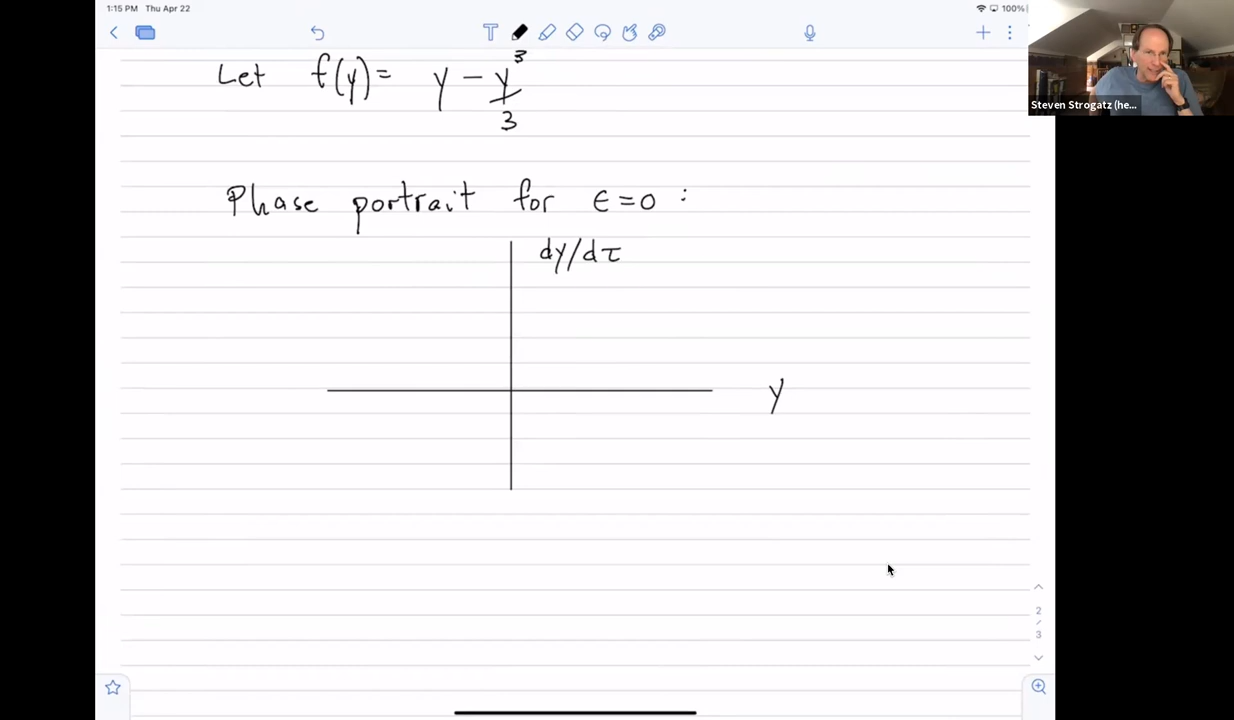 1:15 PM Thu Apr 22
100%
Let f(y) = y - y³/3
Steven Strogatz (he...
Phase portrait for ε = 0 :
dy/dτ
y
2
/
3